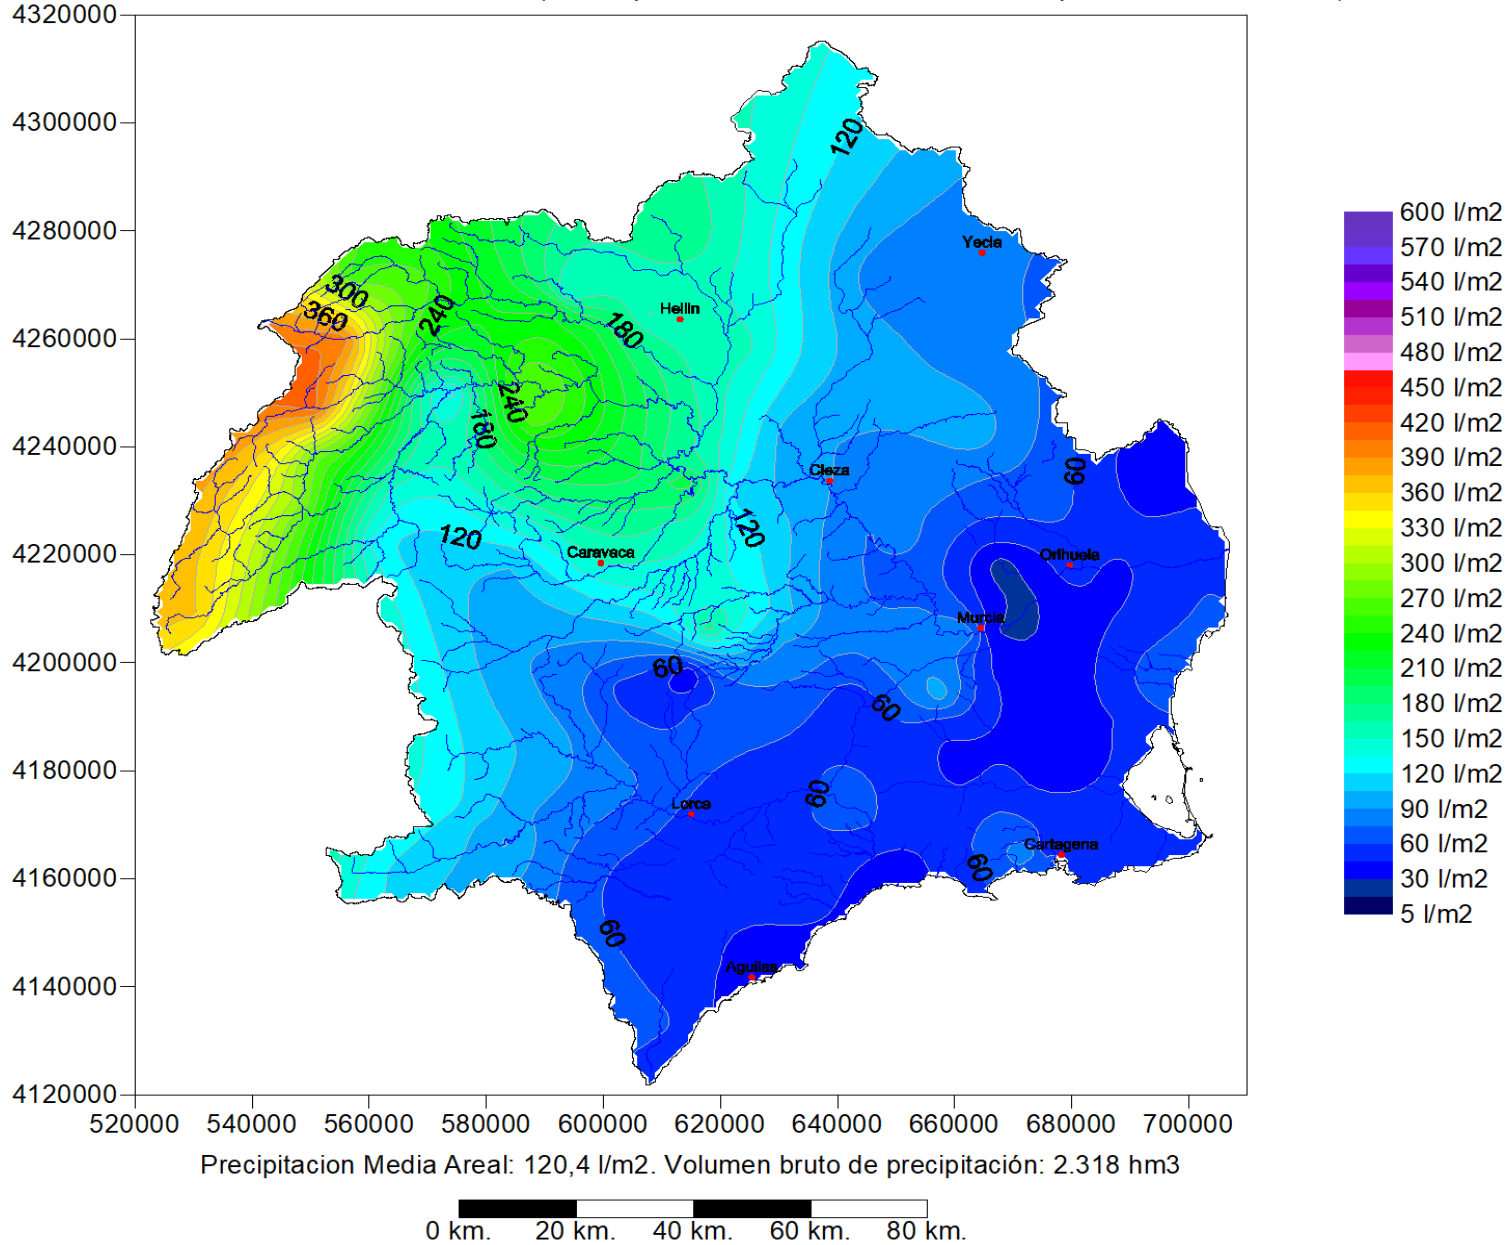 4320000
4300000
4280000
4260000
4240000
4220000
4200000
4180000
4160000
4140000
4120000
520000 540000 560000 580000 600000 620000 640000 660000 680000 700000
120
Yecla
300
360
240
Hellin
180
240
180
Cieza
60
120
120
Caravaca
Orihuela
Murcia
60
60
60
Lorca
Cartagena
60
60
Aguilas
600 l/m2
570 l/m2
540 l/m2
510 l/m2
480 l/m2
450 l/m2
420 l/m2
390 l/m2
360 l/m2
330 l/m2
300 l/m2
270 l/m2
240 l/m2
210 l/m2
180 l/m2
150 l/m2
120 l/m2
90 l/m2
60 l/m2
30 l/m2
5 l/m2
Precipitacion Media Areal: 120,4 l/m2. Volumen bruto de precipitación: 2.318 hm3
0 km. 20 km. 40 km. 60 km. 80 km.